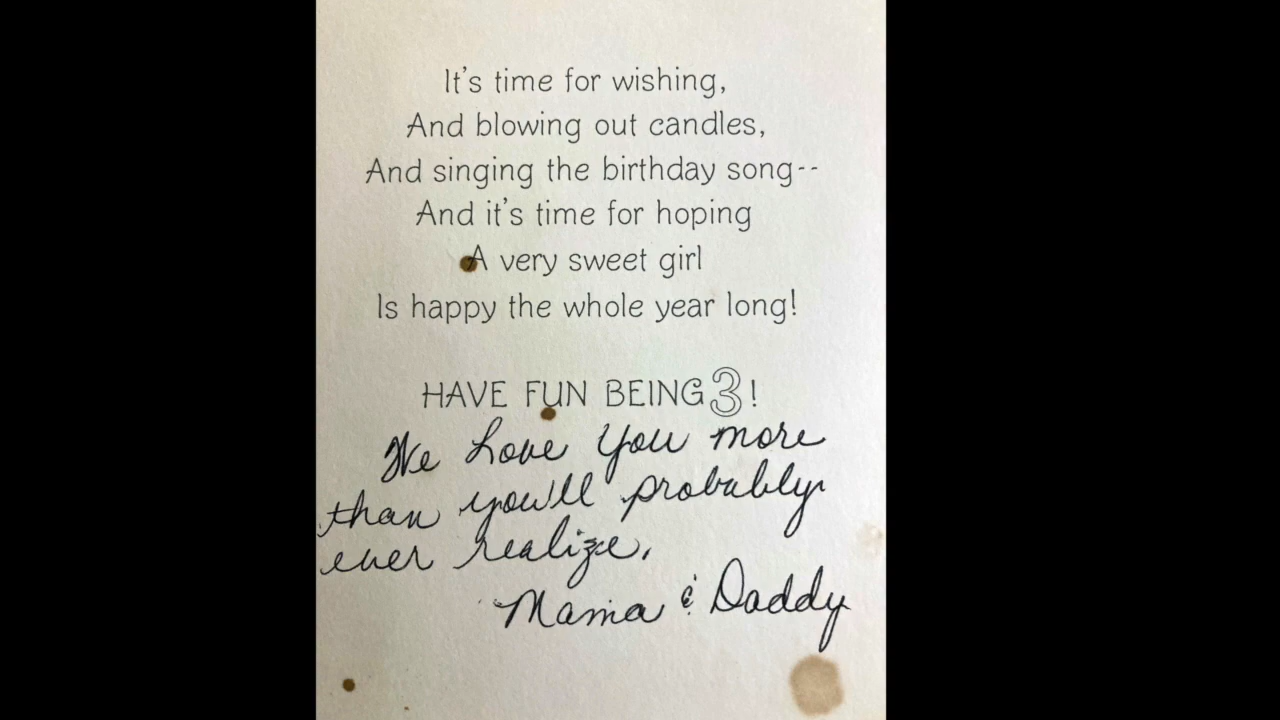 It's time for wishing,
And blowing out candles,
And singing the birthday song--
And it's time for hoping
A very sweet girl
Is happy the whole year long!
HAVE FUN BEING 3!
We Love You more
than you'll probably
ever realize.
Mama & Daddy